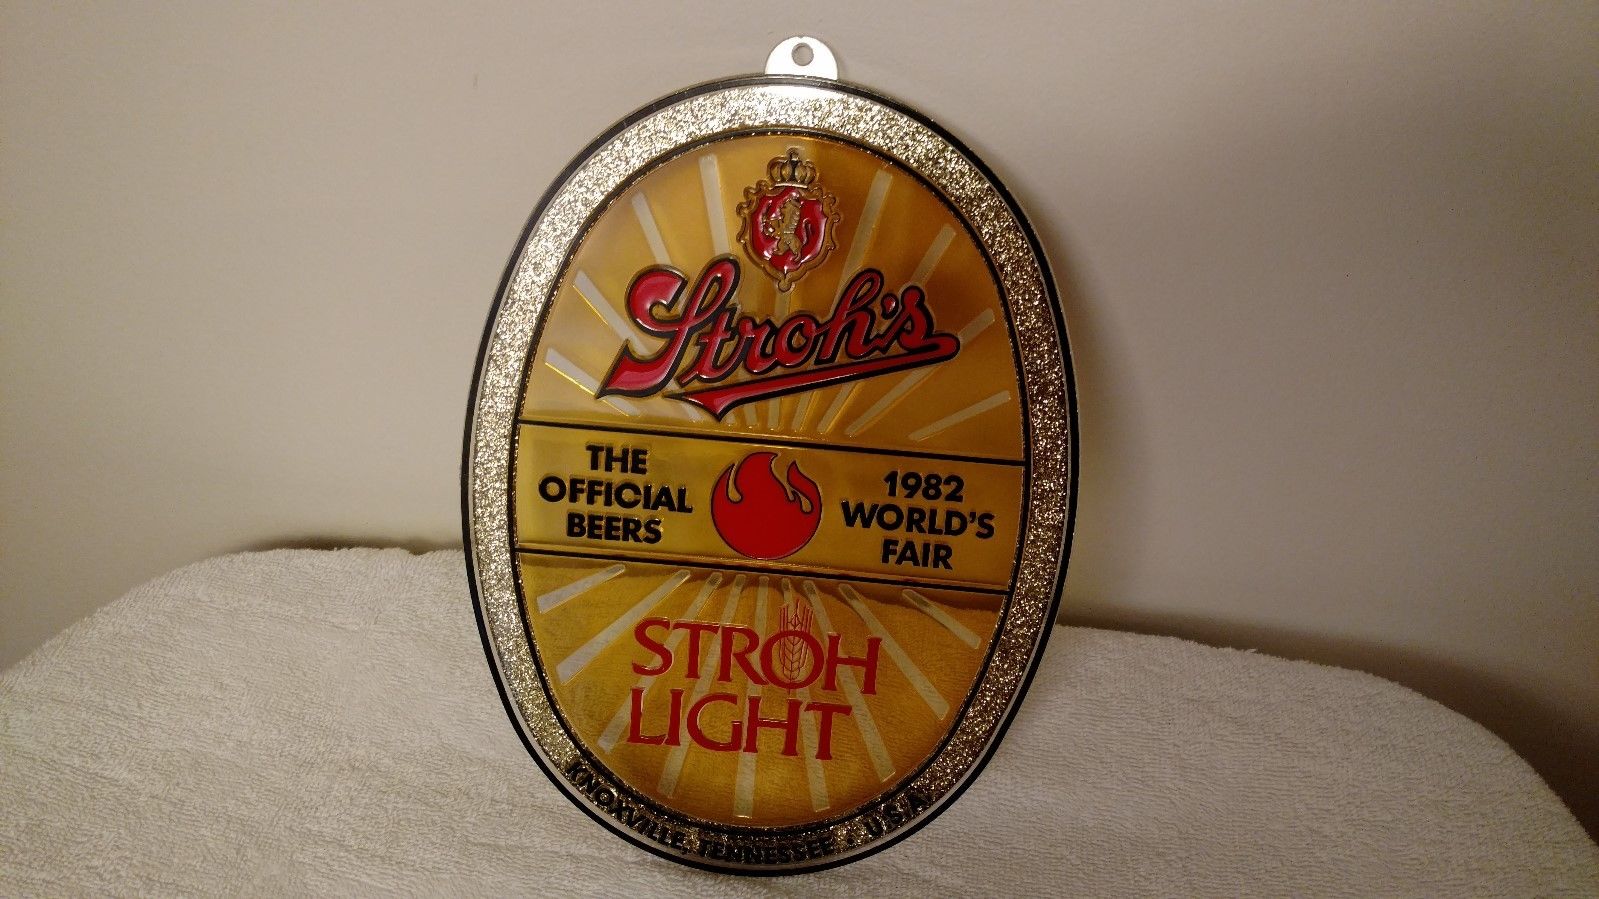 Stroh's
THE
OFFICIAL
BEERS
1982
WORLD'S
FAIR
STROH
LIGHT
KNOXVILLE, TENNESSEE • U.S.A.